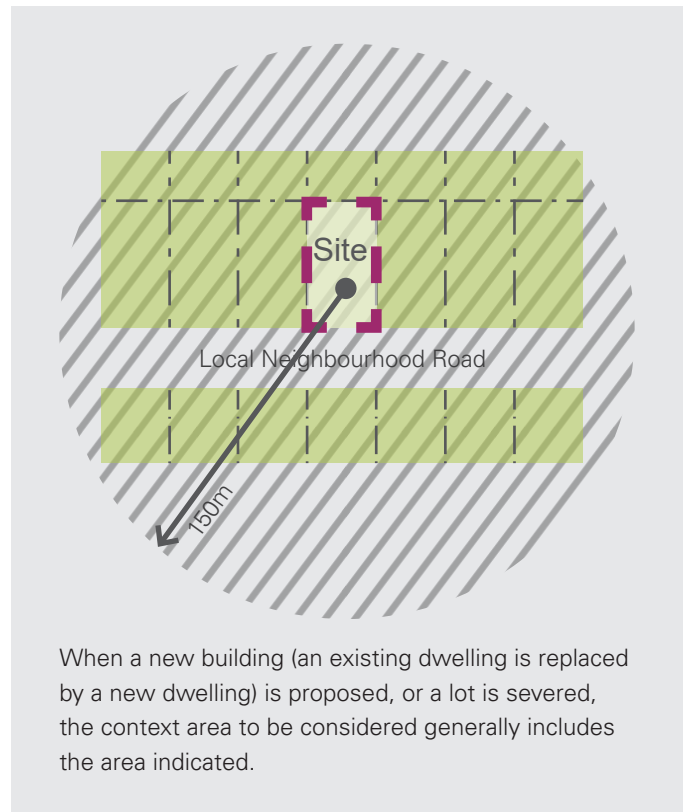 Site
Local Neighbourhood Road
150m
When a new building (an existing dwelling is replaced
by a new dwelling) is proposed, or a lot is severed,
the context area to be considered generally includes
the area indicated.